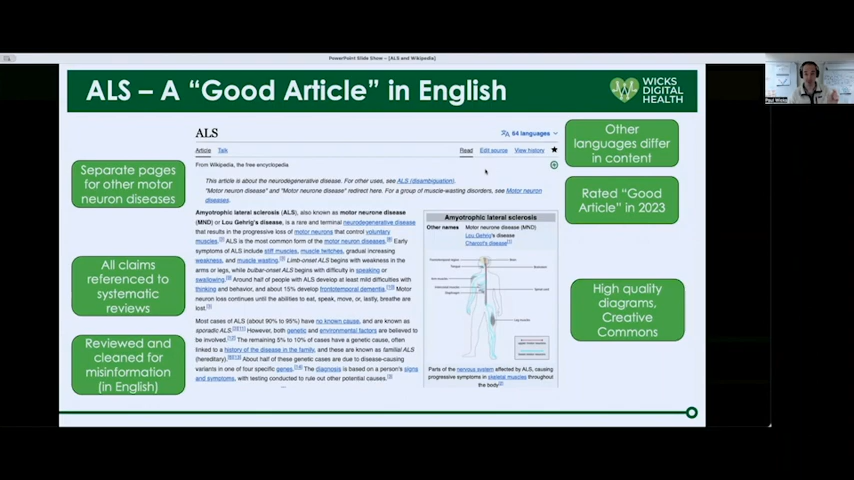 PowerPoint Slide Show - [ALS and Wikipedia]
ALS – A “Good Article” in English
WICKS
DIGITAL
HEALTH
Paul Wicks
Separate pages
for other motor
neuron diseases
All claims
referenced to
systematic
reviews
Reviewed and
cleaned for
misinformation
(in English)
ALS
64 languages
Article Talk
Read Edit source View history
From Wikipedia, the free encyclopedia
This article is about the neurodegenerative disease. For other uses, see ALS (disambiguation).
"Motor neuron disease" and "Motor neurone disease" redirect here. For a group of muscle-wasting disorders, see Motor neuron
diseases.
Amyotrophic lateral sclerosis (ALS), also known as motor neurone disease
(MND) or Lou Gehrig's disease, is a rare and terminal neurodegenerative disease
that results in the progressive loss of motor neurons that control voluntary
muscles. ALS is the most common form of the motor neuron diseases. Early
symptoms of ALS include stiff muscles, muscle twitches, gradual increasing
weakness, and muscle wasting. Limb-onset ALS begins with weakness in the
arms or legs, while bulbar-onset ALS begins with difficulty in speaking or
swallowing. Around half of people with ALS develop at least mild difficulties with
thinking and behavior, and about 15% develop frontotemporal dementia. Motor
neuron loss continues until the abilities to eat, speak, move, or, lastly, breathe are
lost.
Most cases of ALS (about 90% to 95%) have no known cause, and are known as
sporadic ALS. However, both genetic and environmental factors are believed to
be involved. The remaining 5% to 10% of cases have a genetic cause, often
linked to a history of the disease in the family, and these are known as familial ALS
(hereditary). About half of these genetic cases are due to disease-causing
variants in one of four specific genes. The diagnosis is based on a person's signs
and symptoms, with testing conducted to rule out other potential causes.
Amyotrophic lateral sclerosis
Other names Motor neurone disease (MND)
Lou Gehrig's disease
Charcot's disease
Parts of the nervous system affected by ALS, causing
progressive symptoms in skeletal muscles throughout
the body
Other
languages differ
in content
Rated “Good
Article” in 2023
High quality
diagrams,
Creative
Commons